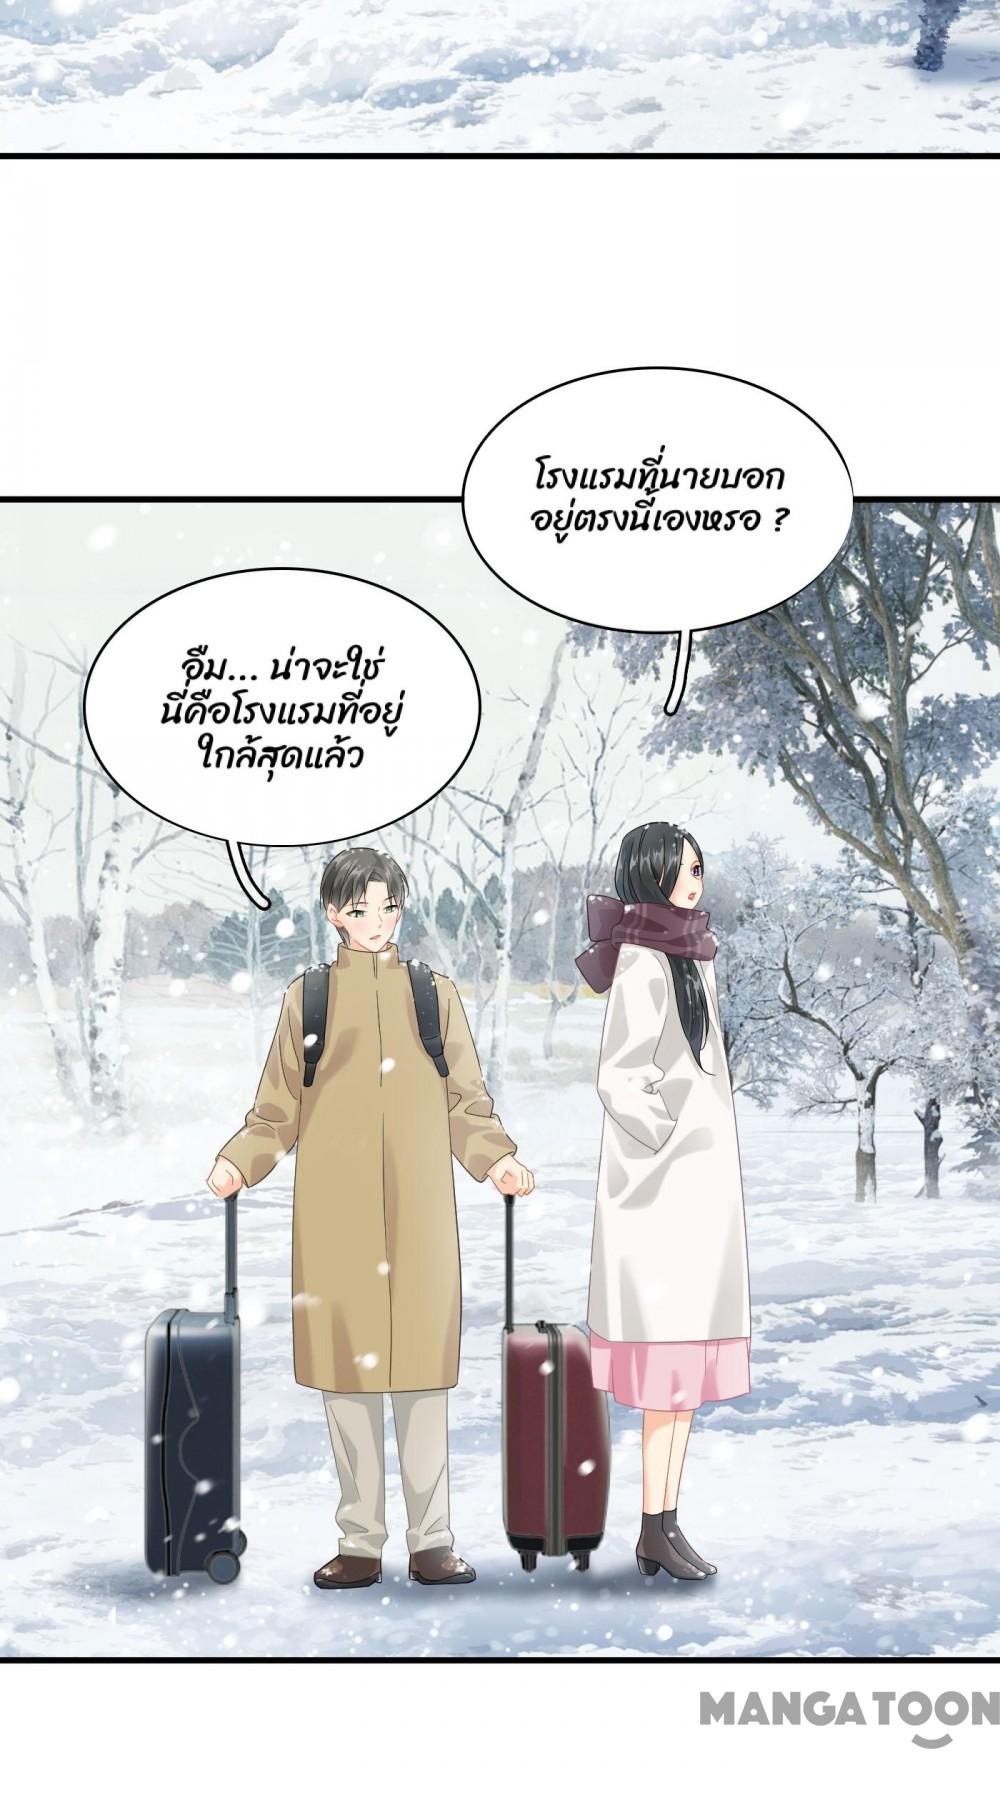 โรงแรมที่นายบอก
อยู่ตรงนี้เองหรอ ?
อืม... น่าจะใช่
นี่คือโรงแรมที่อยู่
ใกล้สุดแล้ว
MANGATOON